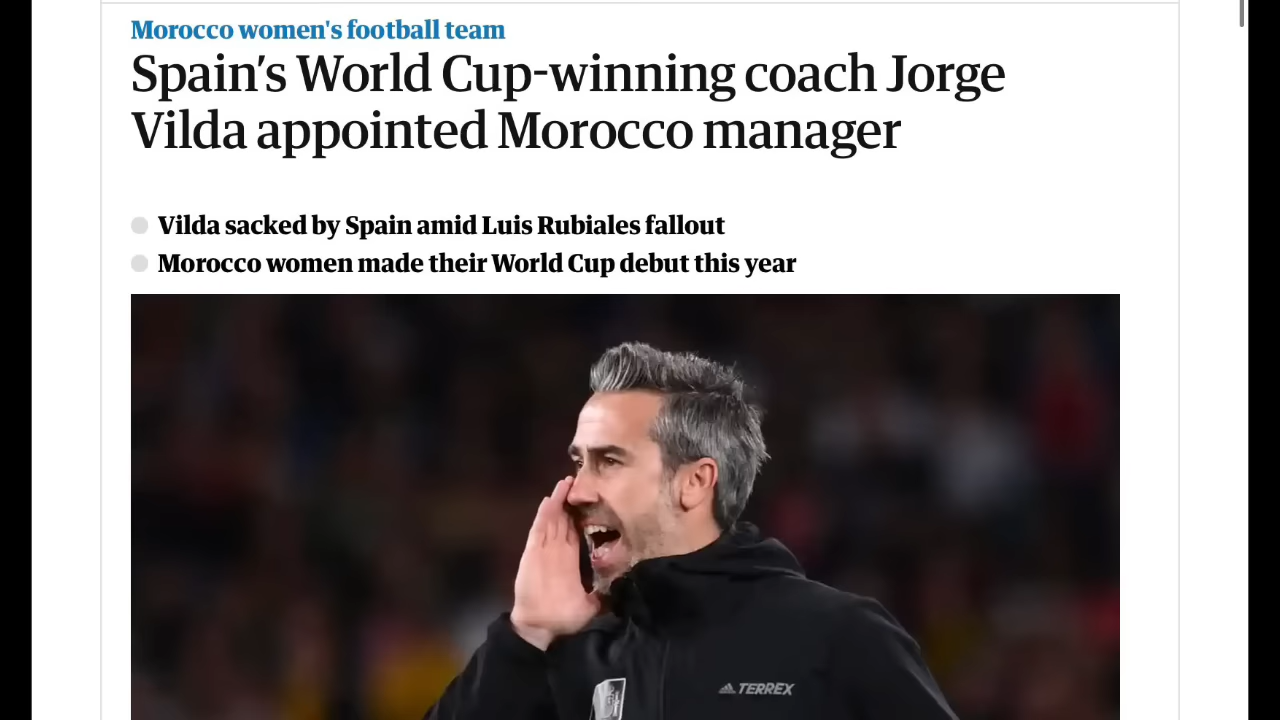 Morocco women's football team
Spain’s World Cup-winning coach Jorge
Vilda appointed Morocco manager
Vilda sacked by Spain amid Luis Rubiales fallout
Morocco women made their World Cup debut this year
TERREX